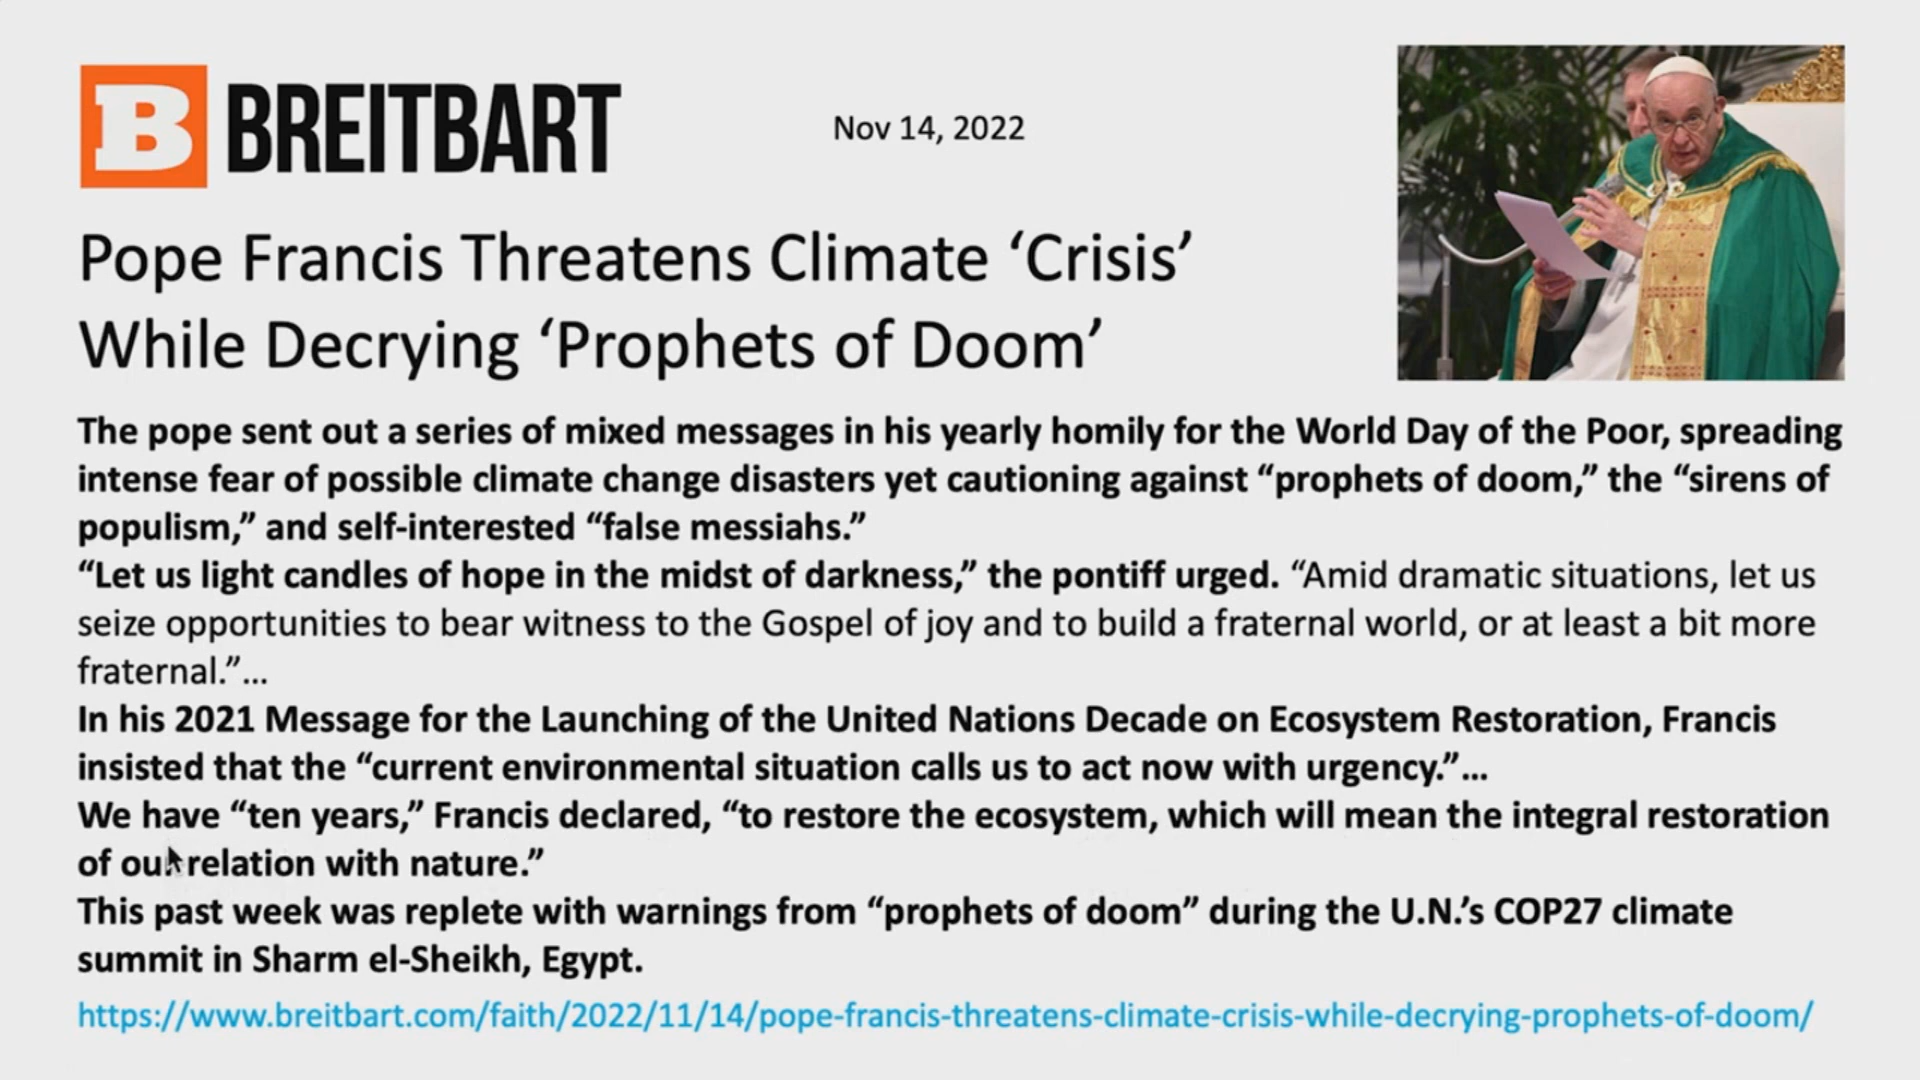 B BREITBART
Nov 14, 2022
Pope Francis Threatens Climate ‘Crisis’
While Decrying ‘Prophets of Doom’
The pope sent out a series of mixed messages in his yearly homily for the World Day of the Poor, spreading
intense fear of possible climate change disasters yet cautioning against “prophets of doom,” the “sirens of
populism,” and self-interested “false messiahs.”
“Let us light candles of hope in the midst of darkness,” the pontiff urged. “Amid dramatic situations, let us
seize opportunities to bear witness to the Gospel of joy and to build a fraternal world, or at least a bit more
fraternal.”…
In his 2021 Message for the Launching of the United Nations Decade on Ecosystem Restoration, Francis
insisted that the “current environmental situation calls us to act now with urgency.”…
We have “ten years,” Francis declared, “to restore the ecosystem, which will mean the integral restoration
of our relation with nature.”
This past week was replete with warnings from “prophets of doom” during the U.N.’s COP27 climate
summit in Sharm el-Sheikh, Egypt.
https://www.breitbart.com/faith/2022/11/14/pope-francis-threatens-climate-crisis-while-decrying-prophets-of-doom/